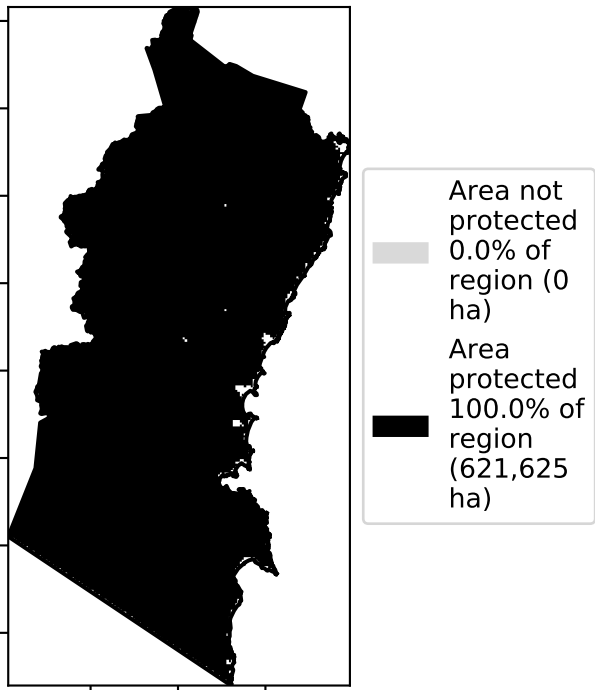 Area not
protected
0.0% of
region (0
ha)
Area
protected
100.0% of
region
(621,625
ha)